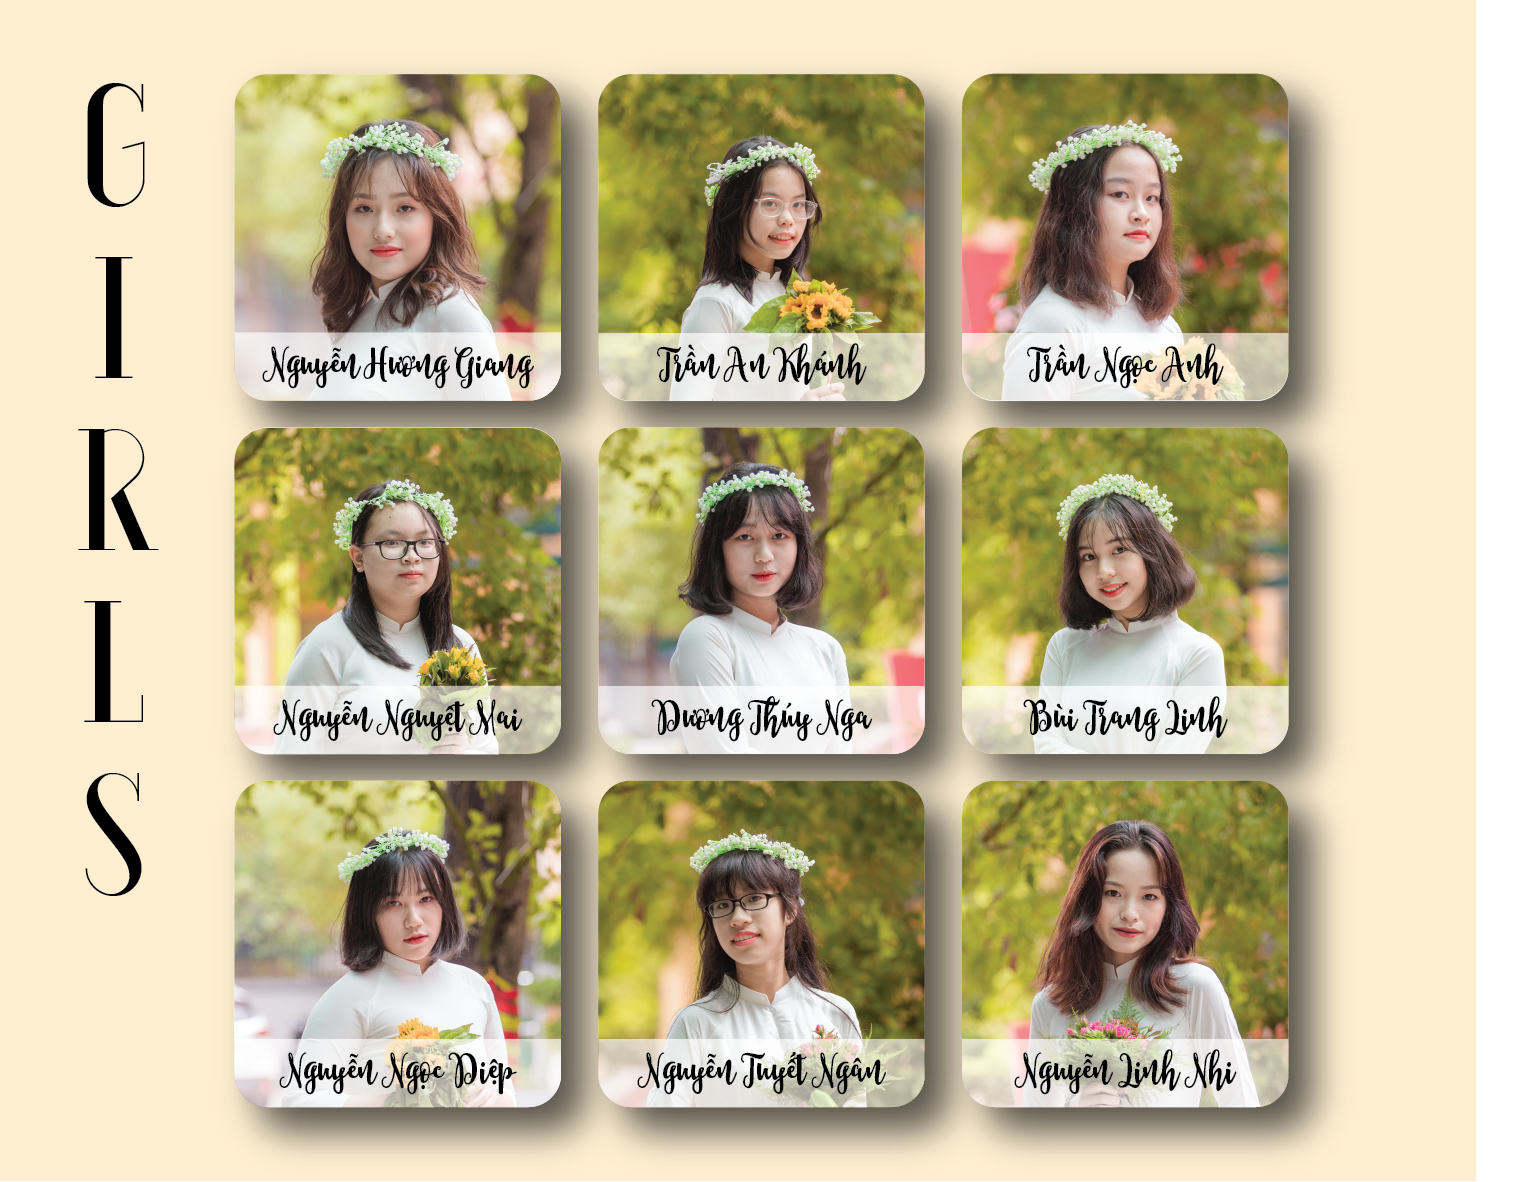 GIRLS
Nguyễn Hương Giang
Trần An Khánh
Trần Ngọc Anh
Nguyễn Nguyệt Mai
Dương Thúy Nga
Bùi Trang Linh
Nguyễn Ngọc Diệp
Nguyễn Tuyết Ngân
Nguyễn Linh Nhi